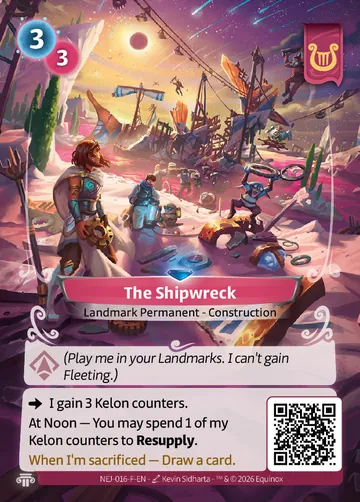 3
3
The Shipwreck
Landmark Permanent - Construction
(Play me in your Landmarks. I can't gain
Fleeting.)
I gain 3 Kelon counters.
At Noon — You may spend 1 of my
Kelon counters to Resupply.
When I'm sacrificed — Draw a card.
NEJ-016-F-EN - Kevin Sidharta - ™ & © 2026 Equinox